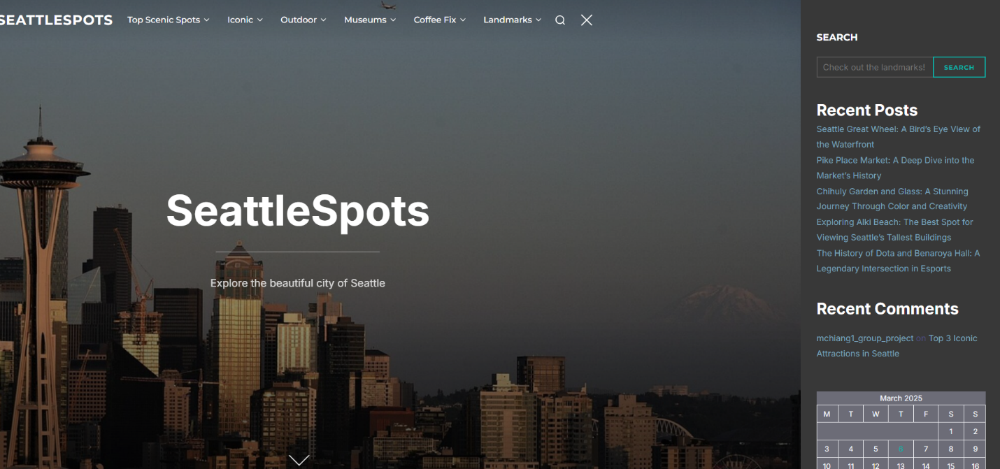 SEATTLESPOTS
Top Scenic Spots
Iconic
Outdoor
Museums
Coffee Fix
Landmarks
SeattleSpots
Explore the beautiful city of Seattle
SEARCH
Check out the landmarks!
SEARCH
Recent Posts
Seattle Great Wheel: A Bird’s Eye View of
the Waterfront
Pike Place Market: A Deep Dive into the
Market’s History
Chihuly Garden and Glass: A Stunning
Journey Through Color and Creativity
Exploring Alki Beach: The Best Spot for
Viewing Seattle’s Tallest Buildings
The History of Dota and Benaroya Hall: A
Legendary Intersection in Esports
Recent Comments
mchiang1_group_project on Top 3 Iconic
Attractions in Seattle
March 2025
M T W T F S S
1 2
3 4 5 6 7 8 9
10 11 12 13 14 15 16